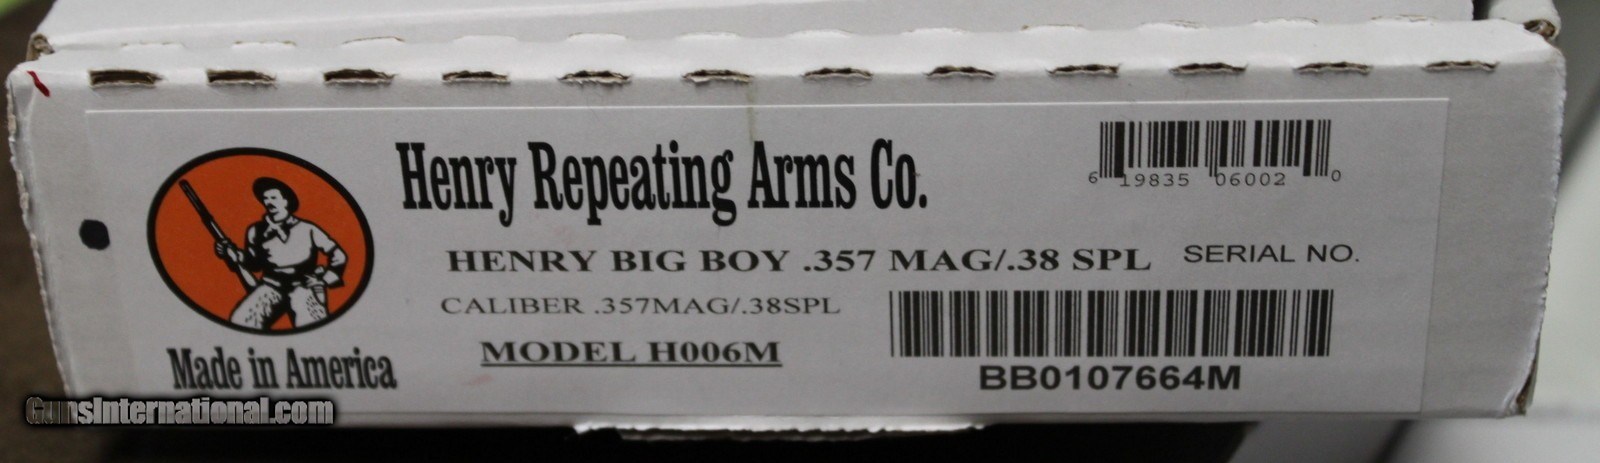 Henry Repeating Arms Co.
6 19835 06002 0
HENRY BIG BOY .357 MAG/.38 SPL SERIAL NO.
CALIBER .357MAG/.38SPL
MODEL H006M
BB0107664M
Made in America
GunsInternational.com